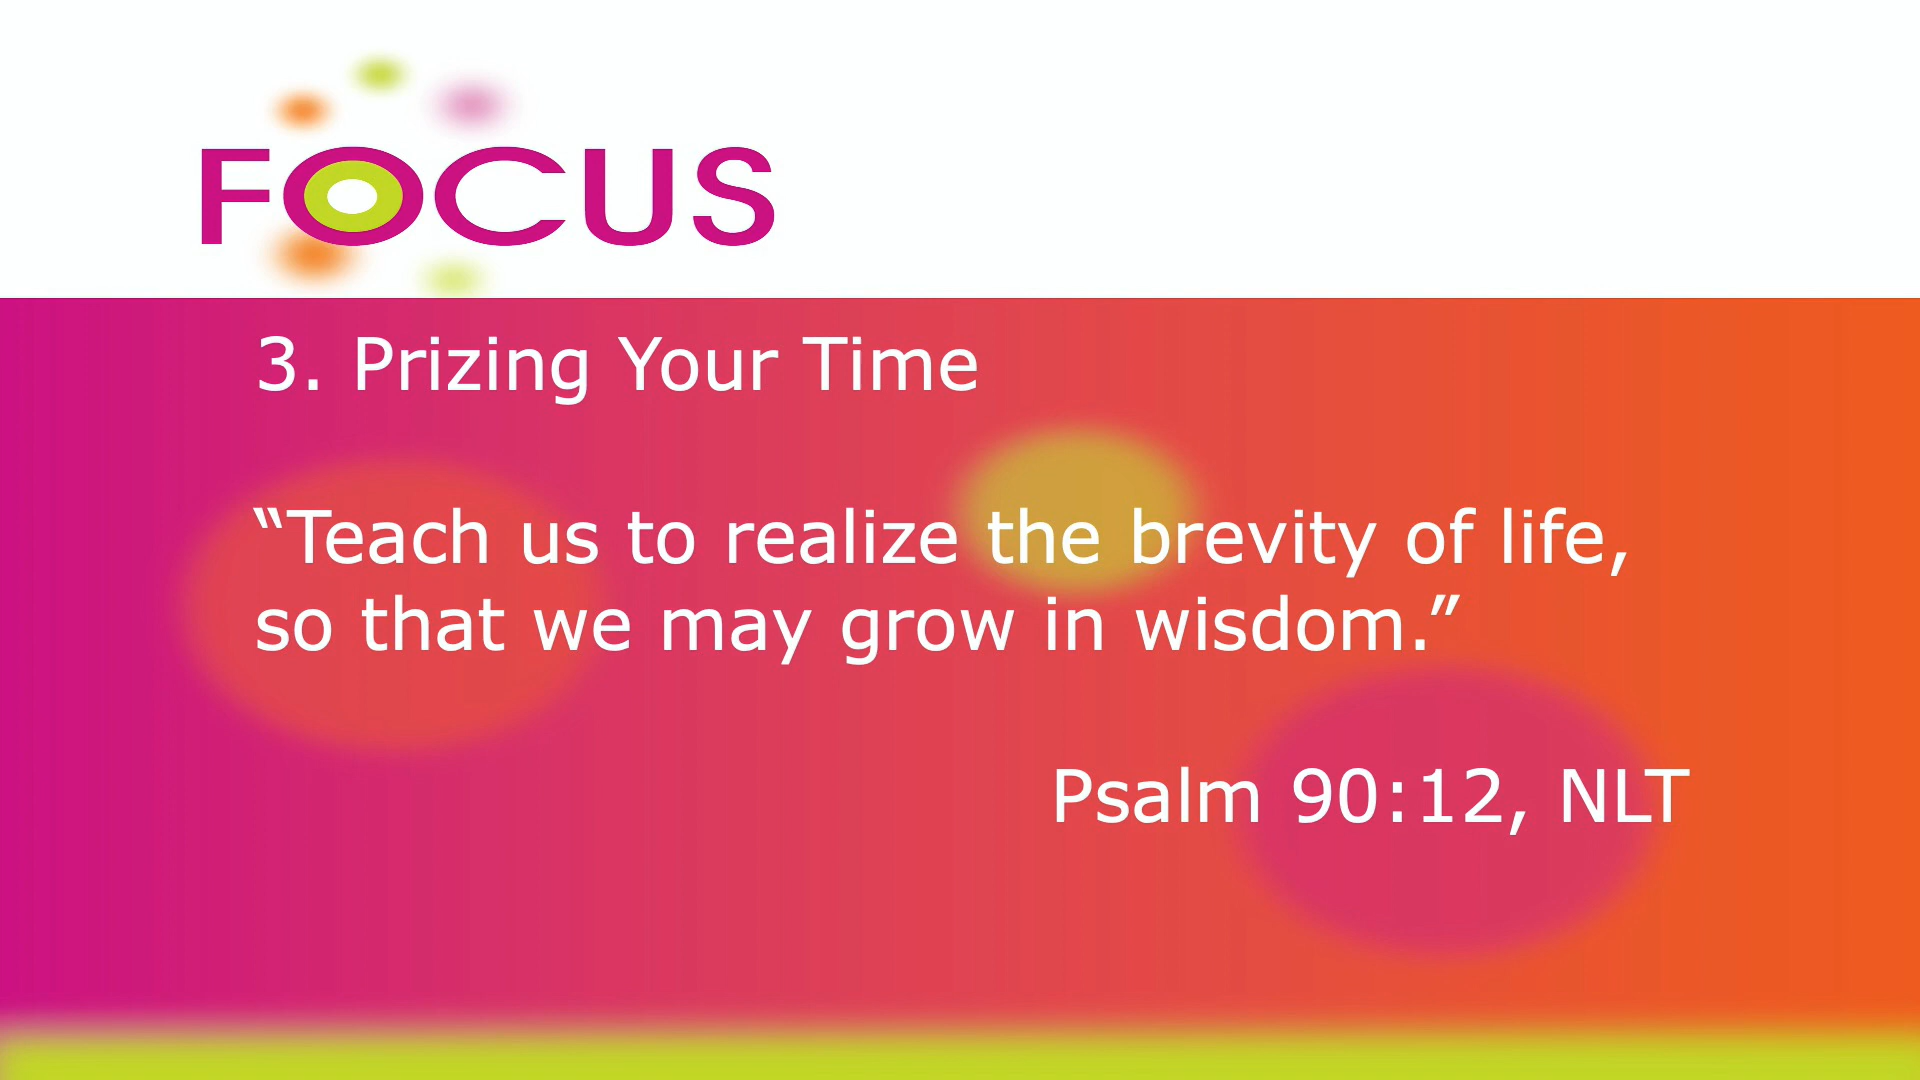 FOCUS
3. Prizing Your Time
“Teach us to realize the brevity of life,
so that we may grow in wisdom.”
Psalm 90:12, NLT